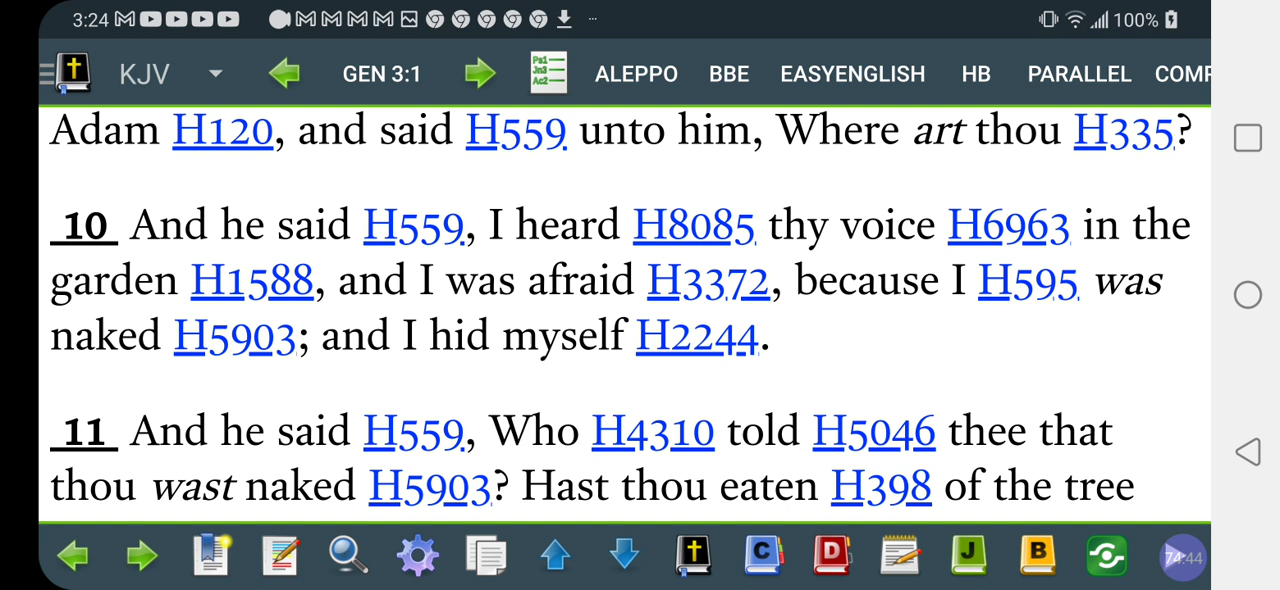 3:24 100%
KJV GEN 3:1 ALEPPO BBE EASYENGLISH HB PARALLEL COMP
Adam H120, and said H559 unto him, Where art thou H335?
10 And he said H559, I heard H8085 thy voice H6963 in the
garden H1588, and I was afraid H3372, because I H595 was
naked H5903; and I hid myself H2244.
11 And he said H559, Who H4310 told H5046 thee that
thou wast naked H5903? Hast thou eaten H398 of the tree
C D J B 74:44